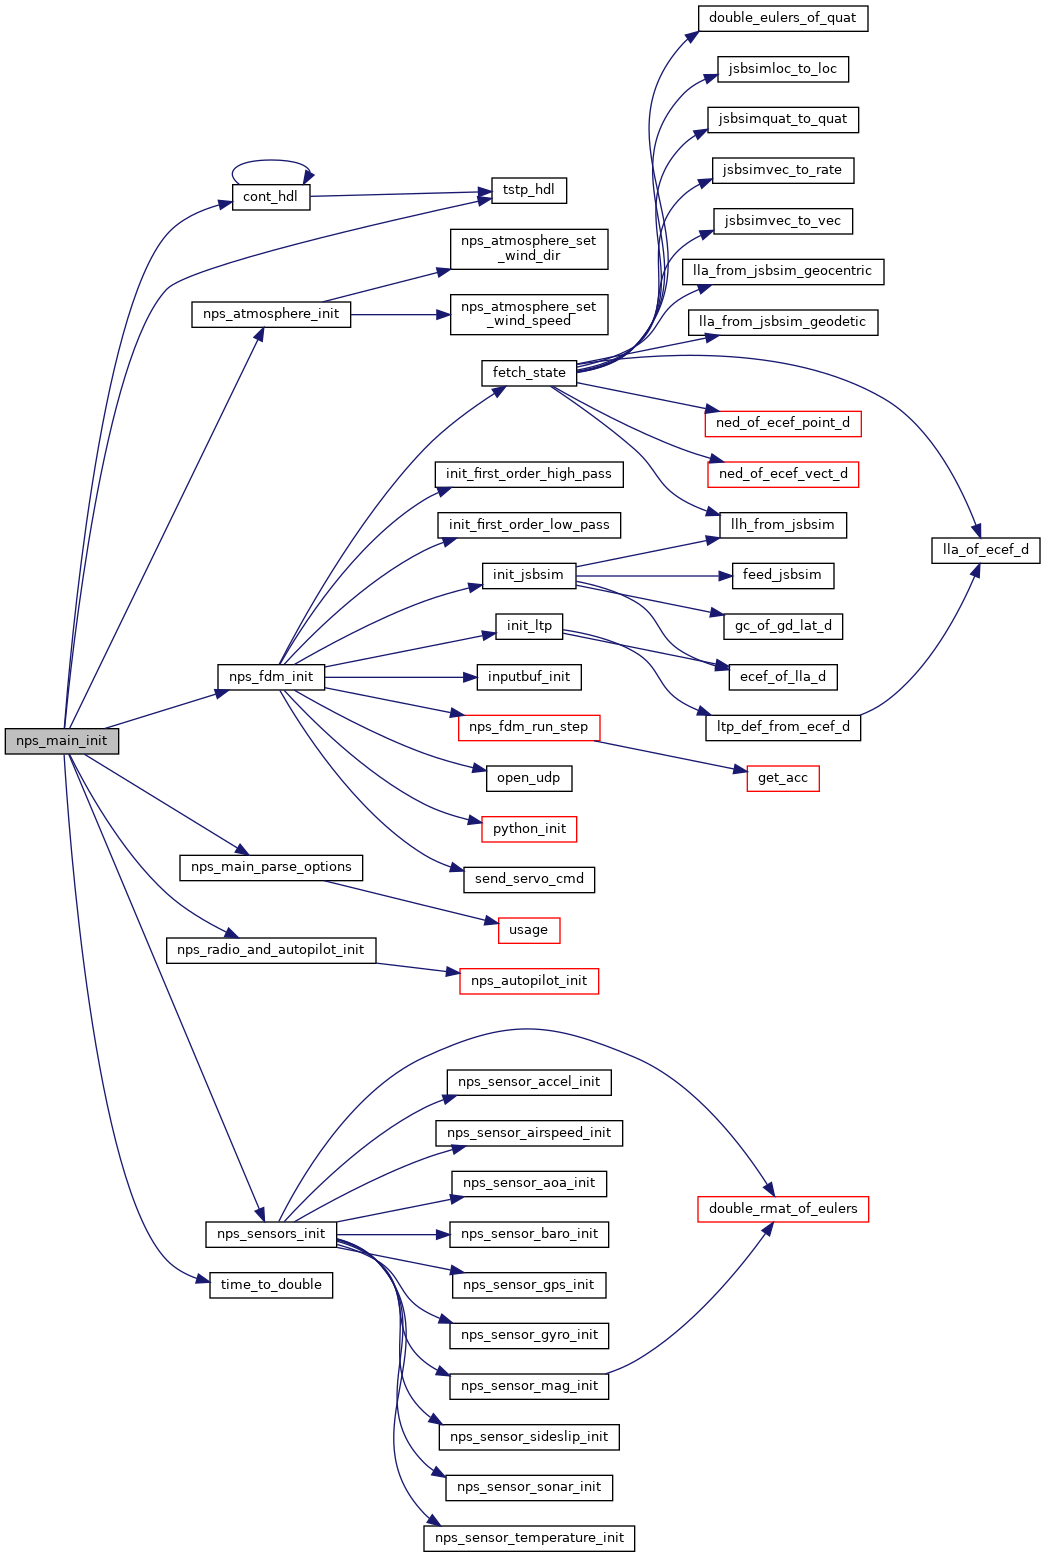 double_eulers_of_quat
jsbsimloc_to_loc
jsbsimquat_to_quat
jsbsimvec_to_rate
cont_hdl
tstp_hdl
jsbsimvec_to_vec
nps_atmosphere_set
_wind_dir
lla_from_jsbsim_geocentric
nps_atmosphere_init
nps_atmosphere_set
_wind_speed
lla_from_jsbsim_geodetic
fetch_state
ned_of_ecef_point_d
init_first_order_high_pass
ned_of_ecef_vect_d
init_first_order_low_pass
llh_from_jsbsim
lla_of_ecef_d
init_jsbsim
feed_jsbsim
init_ltp
gc_of_gd_lat_d
nps_fdm_init
inputbuf_init
ecef_of_lla_d
nps_main_init
nps_fdm_run_step
ltp_def_from_ecef_d
open_udp
get_acc
python_init
nps_main_parse_options
send_servo_cmd
usage
nps_radio_and_autopilot_init
nps_autopilot_init
nps_sensor_accel_init
nps_sensor_airspeed_init
nps_sensor_aoa_init
double_rmat_of_eulers
nps_sensors_init
nps_sensor_baro_init
time_to_double
nps_sensor_gps_init
nps_sensor_gyro_init
nps_sensor_mag_init
nps_sensor_sideslip_init
nps_sensor_sonar_init
nps_sensor_temperature_init